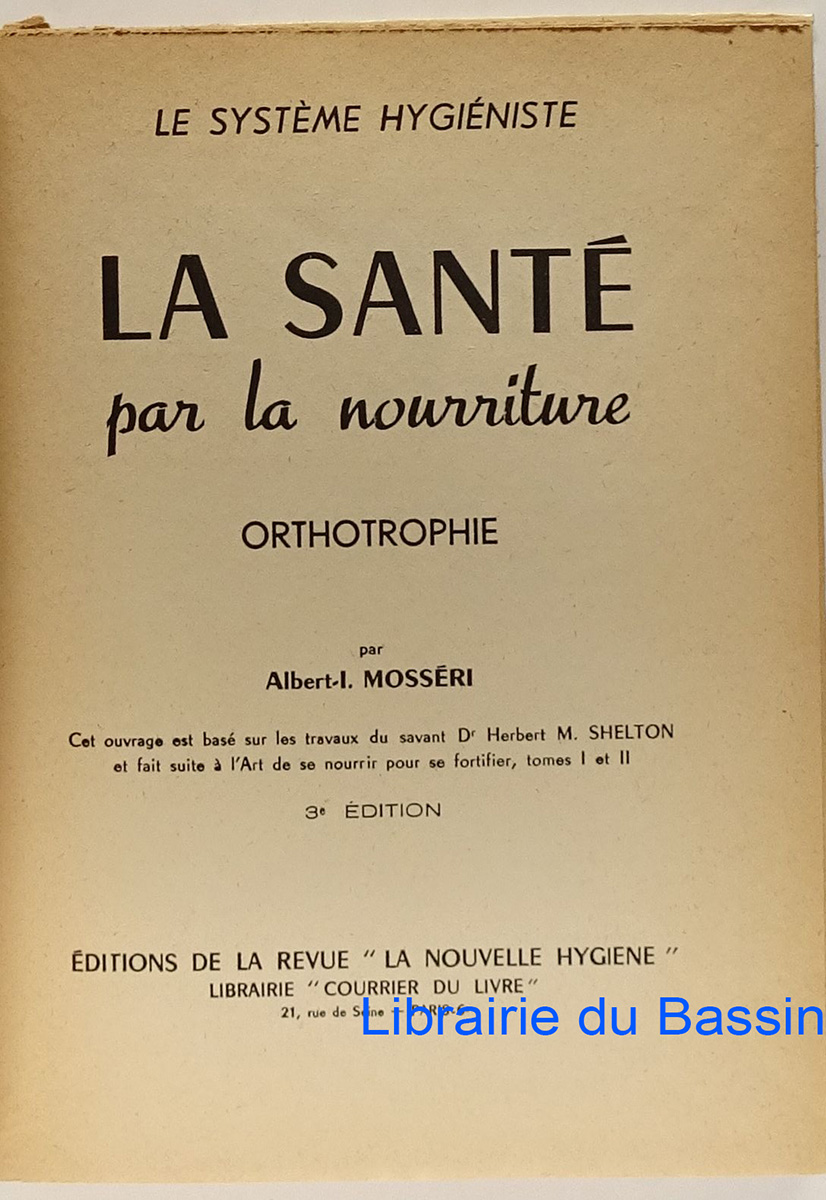 LE SYSTÈME HYGIÉNISTE
LA SANTÉ
par la nourriture
ORTHOTROPHIE
par
Albert-I. MOSSÉRI
Cet ouvrage est basé sur les travaux du savant Dr Herbert M. SHELTON
et fait suite à l'Art de se nourrir pour se fortifier, tomes I et II
3e ÉDITION
ÉDITIONS DE LA REVUE "LA NOUVELLE HYGIENE"
LIBRAIRIE "COURRIER DU LIVRE"
21, rue de Seine — PARIS-6e
Librairie du Bassin